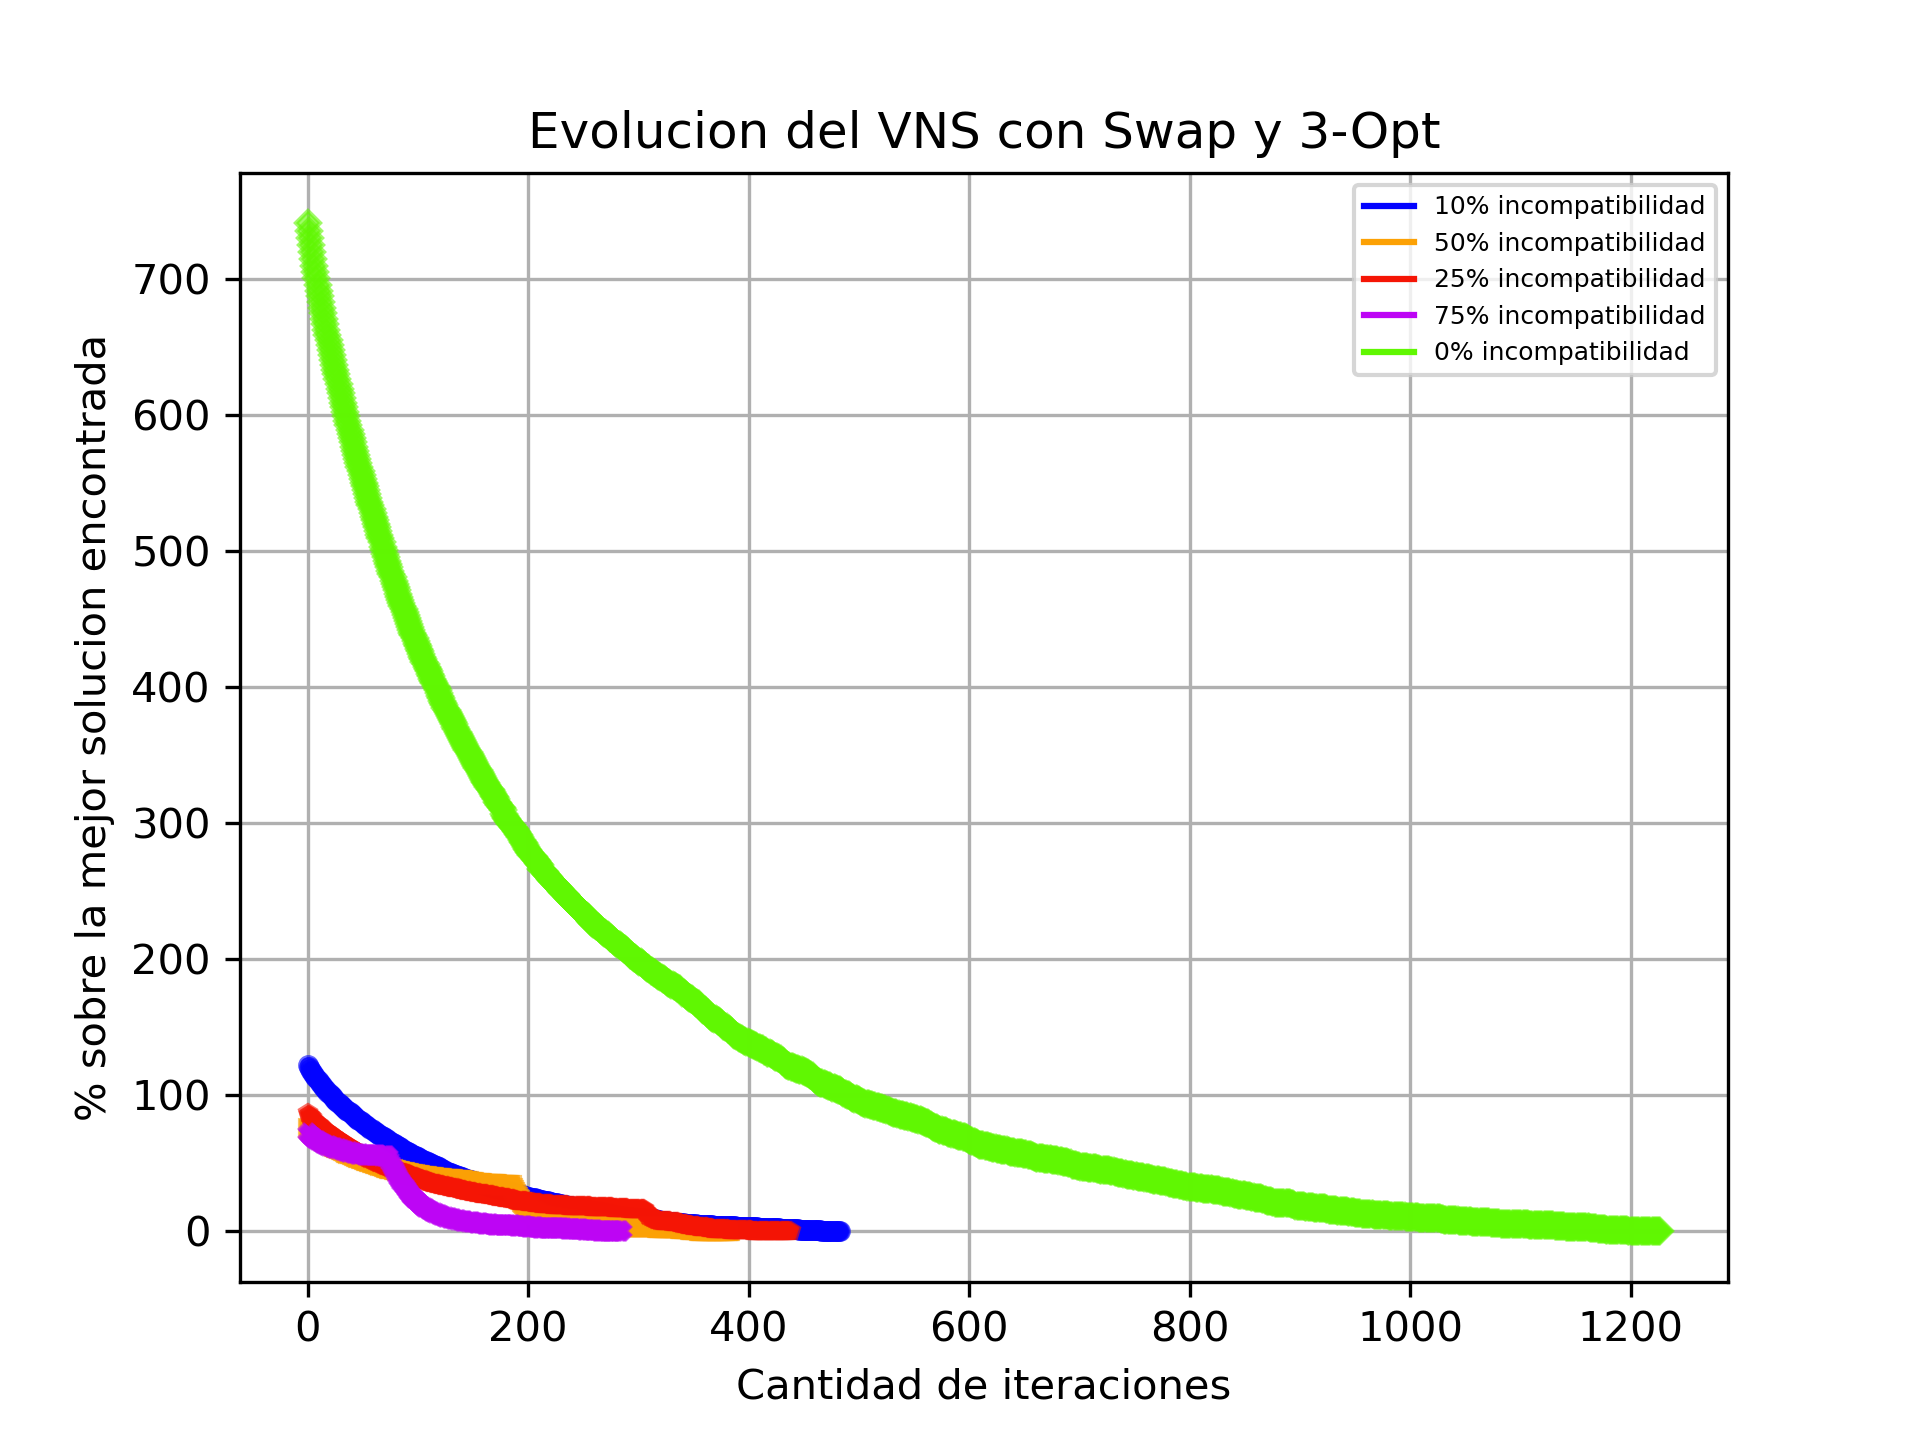 Evolucion del VNS con Swap y 3-Opt
10% incompatibilidad
50% incompatibilidad
25% incompatibilidad
75% incompatibilidad
0% incompatibilidad
% sobre la mejor solucion encontrada
700
600
500
400
300
200
100
0
0 200 400 600 800 1000 1200
Cantidad de iteraciones